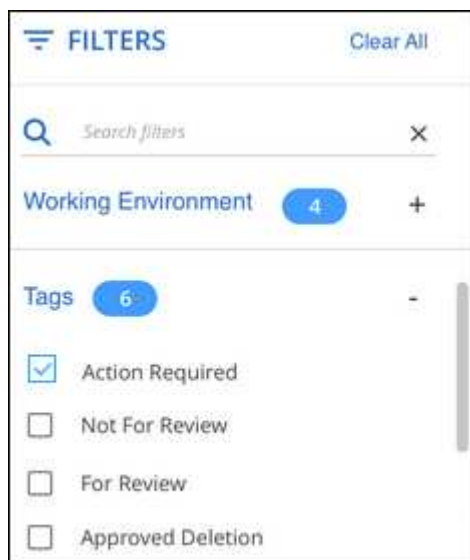 FILTERS Clear All
Search filters ×
Working Environment 4 +
Tags 6 -
Action Required
Not For Review
For Review
Approved Deletion